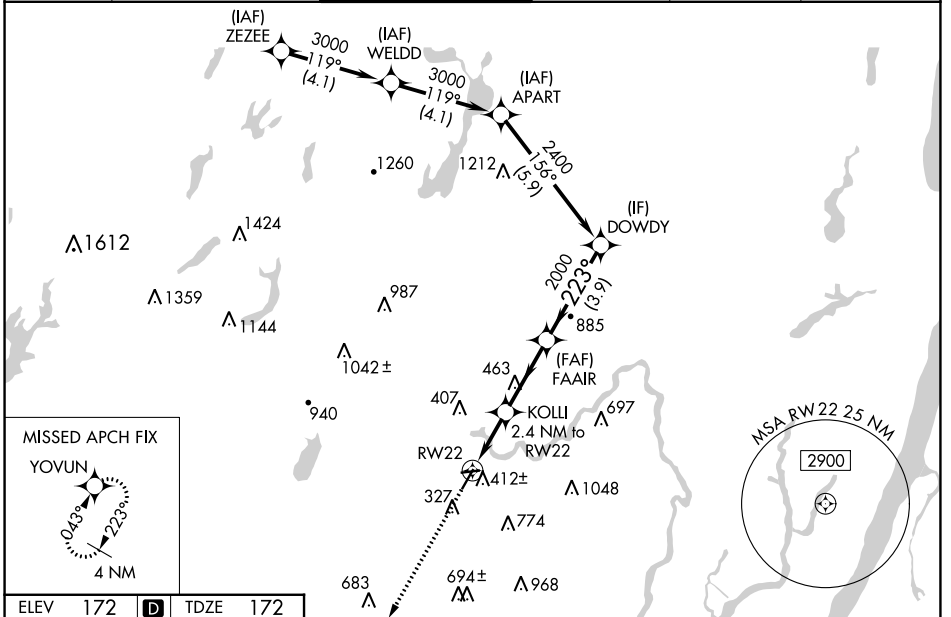 (IAF)
ZEZEE
3000
119°
(4.1)
(IAF)
WELDD
3000
119°
(4.1)
(IAF)
APART
2400
156°
(5.9)
1260
1212
(IF)
DOWDY
1424
1612
2000
223°
(3.9)
1359
987
1144
885
1042 ±
(FAF)
FAAIR
463
940
407
KOLLI
2.4 NM to
RW22
697
MISSED APCH FIX
YOVUN
043°
223°
4 NM
RW22
412±
327
1048
774
MSA RW 22 25 NM
2900
683
694 ±
968
ELEV 172 D TDZE 172